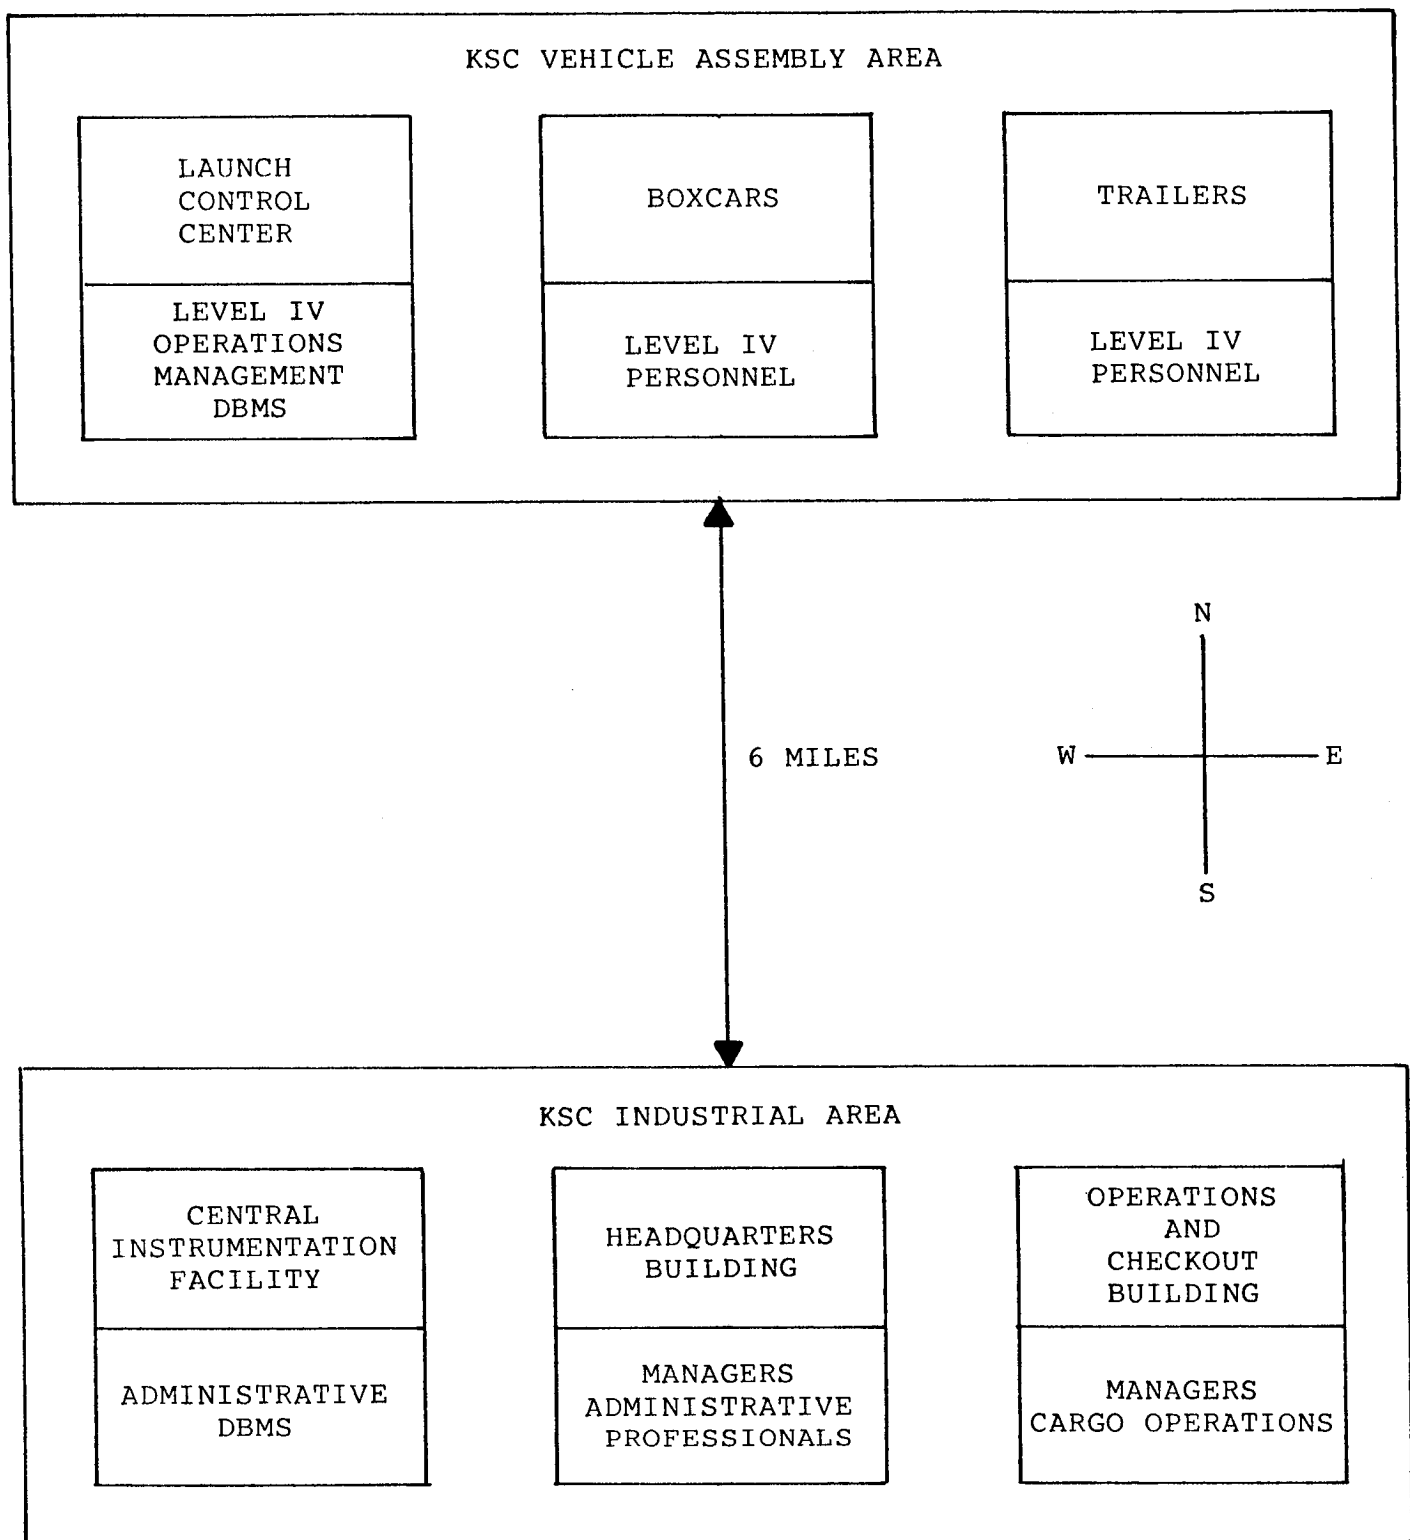 KSC VEHICLE ASSEMBLY AREA
LAUNCH
CONTROL
CENTER
LEVEL IV
OPERATIONS
MANAGEMENT
DBMS
BOXCARS
LEVEL IV
PERSONNEL
TRAILERS
LEVEL IV
PERSONNEL
6 MILES
N
W
E
S
KSC INDUSTRIAL AREA
CENTRAL
INSTRUMENTATION
FACILITY
ADMINISTRATIVE
DBMS
HEADQUARTERS
BUILDING
MANAGERS
ADMINISTRATIVE
PROFESSIONALS
OPERATIONS
AND
CHECKOUT
BUILDING
MANAGERS
CARGO OPERATIONS